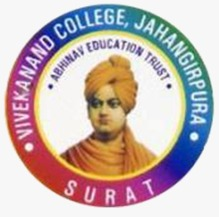 VIVEKANAND COLLEGE, JAHANGIRPURA
ABHINAV EDUCATION TRUST
SURAT